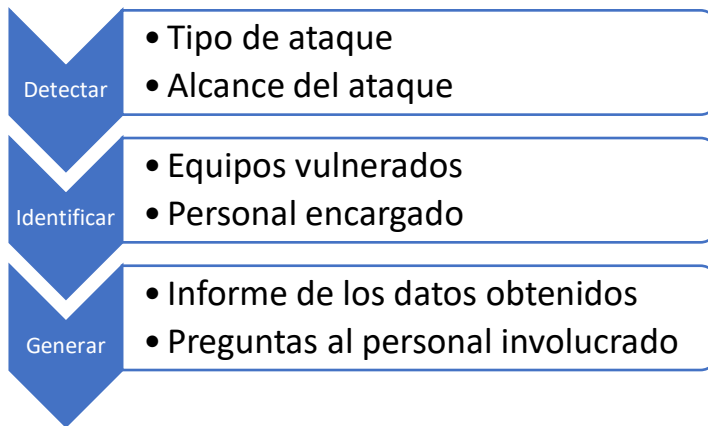 Detectar
• Tipo de ataque
• Alcance del ataque
Identificar
• Equipos vulnerados
• Personal encargado
Generar
• Informe de los datos obtenidos
• Preguntas al personal involucrado